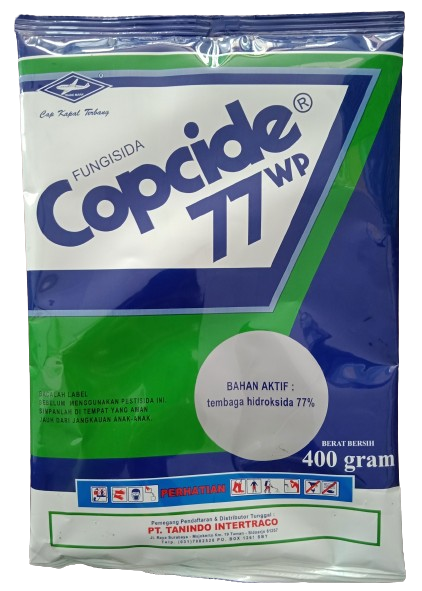 Cap Kapal Terbang
FUNGISIDA
Copcide®
77 WP
BACALAH LABEL
SEBELUM MENGGUNAKAN PESTISIDA INI.
SIMPANLAH DI TEMPAT YANG AMAN
JAUH DARI JANGKAUAN ANAK-ANAK.
BAHAN AKTIF :
tembaga hidroksida 77%
BERAT BERSIH
400 gram
PERHATIAN
Pemegang Pendaftaran & Distributor Tunggal :
PT. TANINDO INTERTRACO